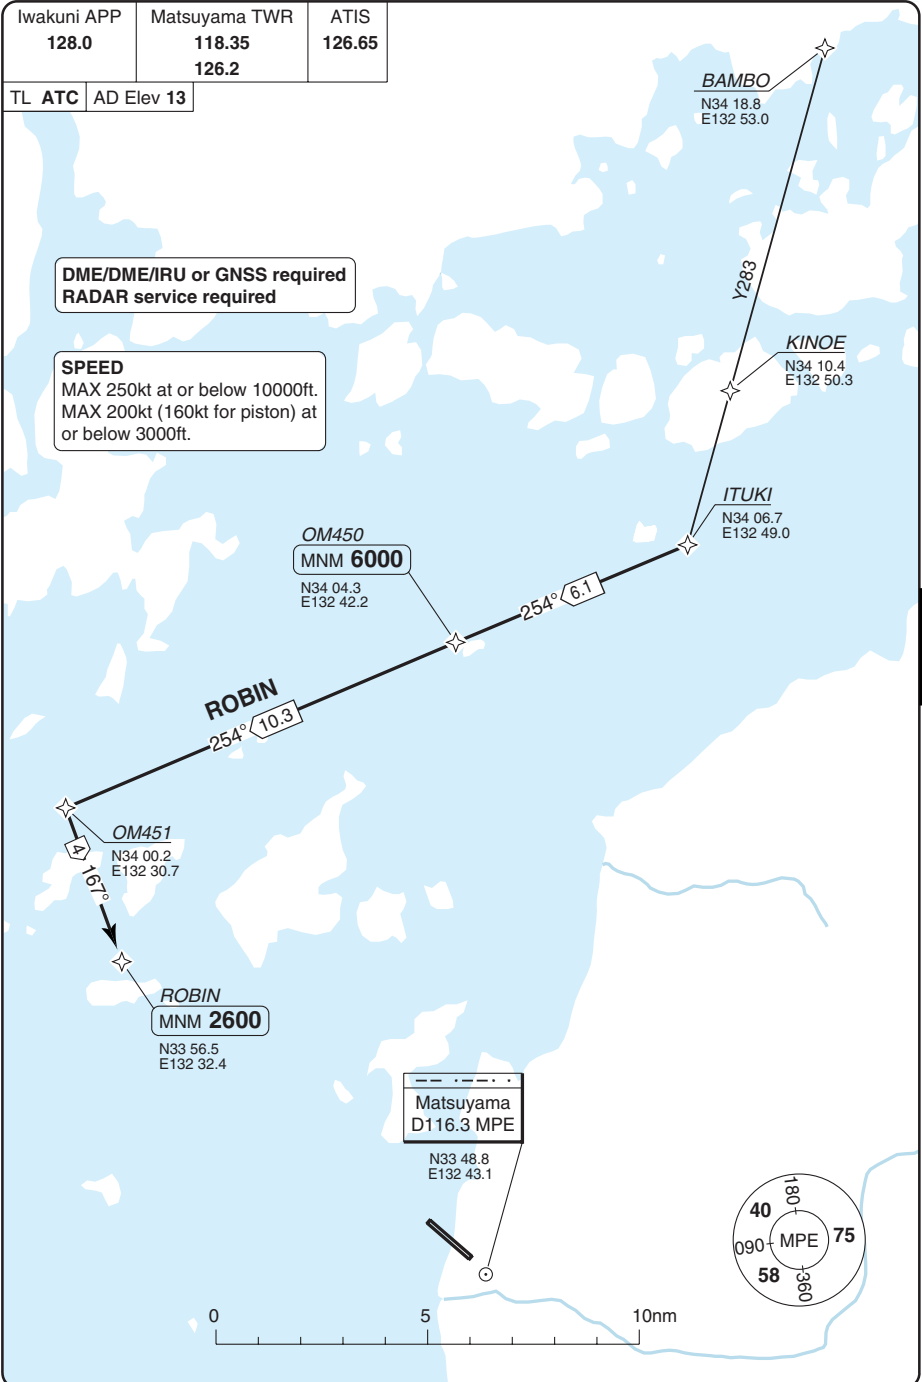 Iwakuni APP
128.0
Matsuyama TWR
118.35
126.2
ATIS
126.65
TL ATC
AD Elev 13
BAMBO
N34 18.8
E132 53.0
DME/DME/IRU or GNSS required
RADAR service required
Y283
SPEED
MAX 250kt at or below 10000ft.
MAX 200kt (160kt for piston) at
or below 3000ft.
KINOE
N34 10.4
E132 50.3
ITUKI
N34 06.7
E132 49.0
OM450
MNM 6000
N34 04.3
E132 42.2
254° 6.1
ROBIN
254° 10.3
OM451
N34 00.2
E132 30.7
4 167°
ROBIN
MNM 2600
N33 56.5
E132 32.4
Matsuyama
D116.3 MPE
N33 48.8
E132 43.1
180
40
75
090
MPE
58
360
0 5 10nm